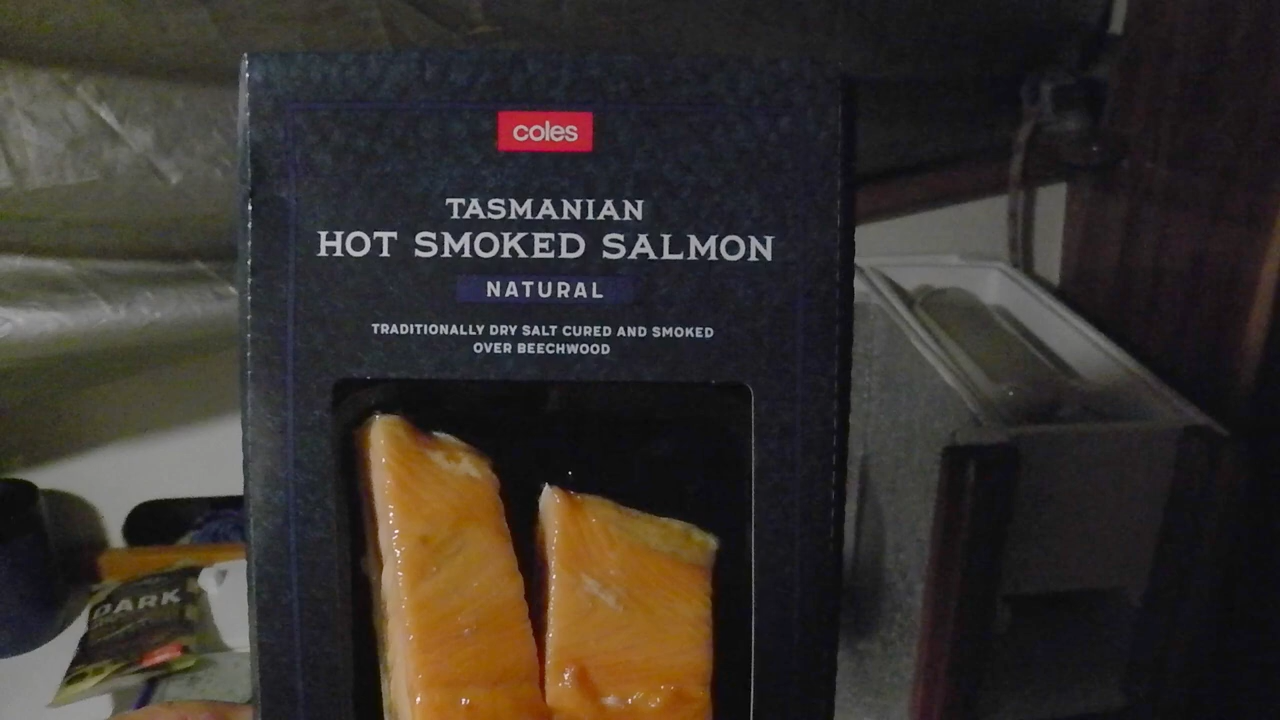 coles
TASMANIAN
HOT SMOKED SALMON
NATURAL
TRADITIONALLY DRY SALT CURED AND SMOKED
OVER BEECHWOOD
DARK